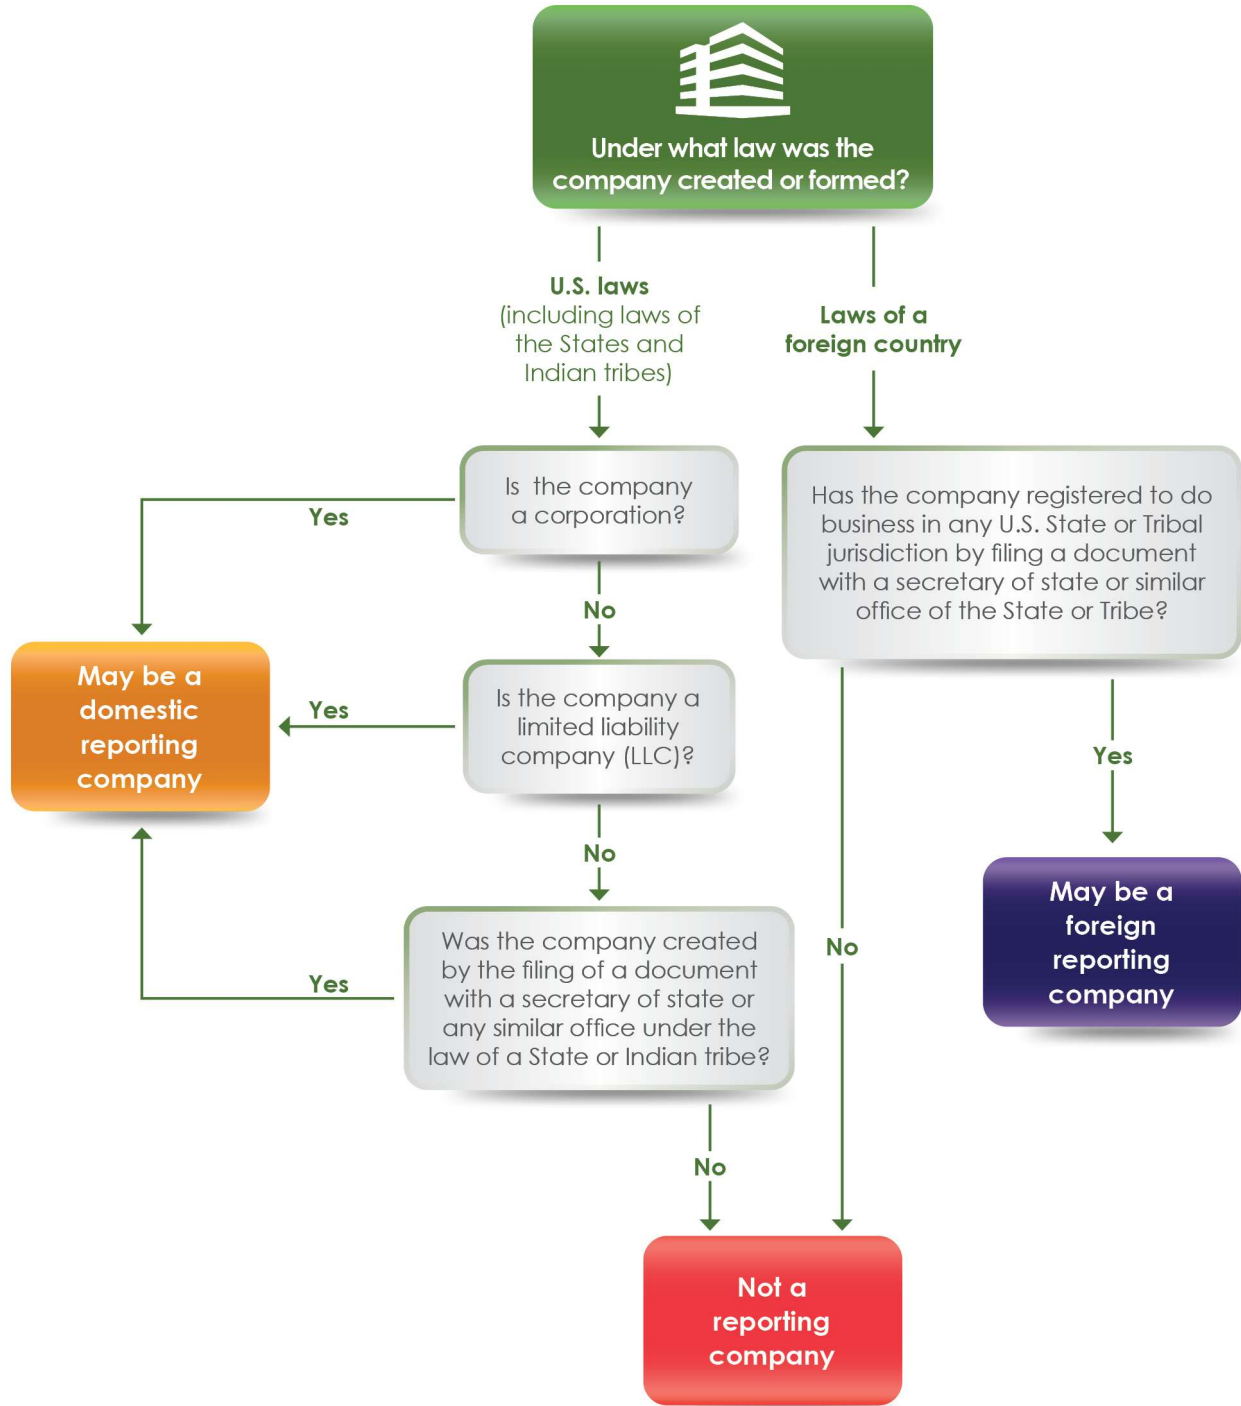 Under what law was the
company created or formed?
U.S. laws
(including laws of
the States and
Indian tribes)
Laws of a
foreign country
Is the company
a corporation?
Yes
No
Has the company registered to do
business in any U.S. State or Tribal
jurisdiction by filing a document
with a secretary of state or similar
office of the State or Tribe?
May be a
domestic
reporting
company
Yes
Is the company a
limited liability
company (LLC)?
No
Yes
May be a
foreign
reporting
company
Was the company created
by the filing of a document
with a secretary of state or
any similar office under the
law of a State or Indian tribe?
Yes
No
No
Not a
reporting
company